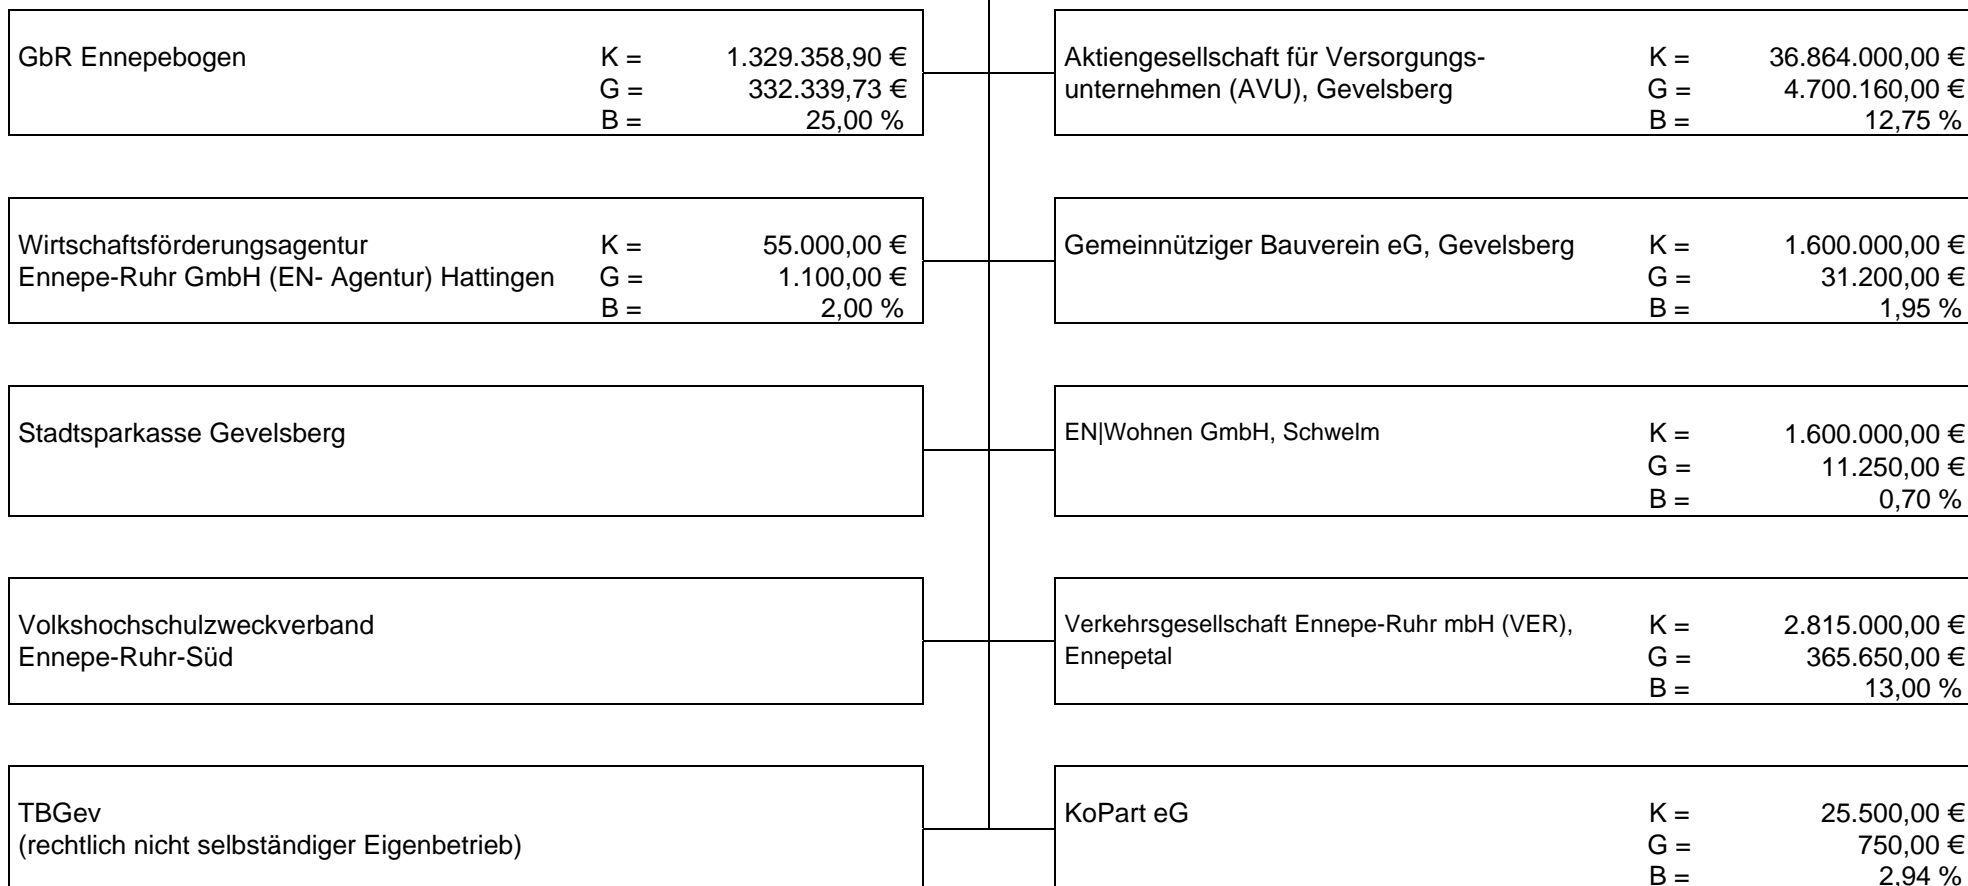 GbR Ennepebogen K = 1.329.358,90 €
G = 332.339,73 €
B = 25,00 %
Aktiengesellschaft für Versorgungs- K = 36.864.000,00 €
unternehmen (AVU), Gevelsberg G = 4.700.160,00 €
B = 12,75 %
Wirtschaftsförderungsagentur K = 55.000,00 €
Ennepe-Ruhr GmbH (EN- Agentur) Hattingen G = 1.100,00 €
B = 2,00 %
Gemeinnütziger Bauverein eG, Gevelsberg K = 1.600.000,00 €
G = 31.200,00 €
B = 1,95 %
Stadtsparkasse Gevelsberg
EN|Wohnen GmbH, Schwelm K = 1.600.000,00 €
G = 11.250,00 €
B = 0,70 %
Volkshochschulzweckverband
Ennepe-Ruhr-Süd
Verkehrsgesellschaft Ennepe-Ruhr mbH (VER), K = 2.815.000,00 €
Ennepetal G = 365.650,00 €
B = 13,00 %
TBGev
(rechtlich nicht selbständiger Eigenbetrieb)
KoPart eG K = 25.500,00 €
G = 750,00 €
B = 2,94 %